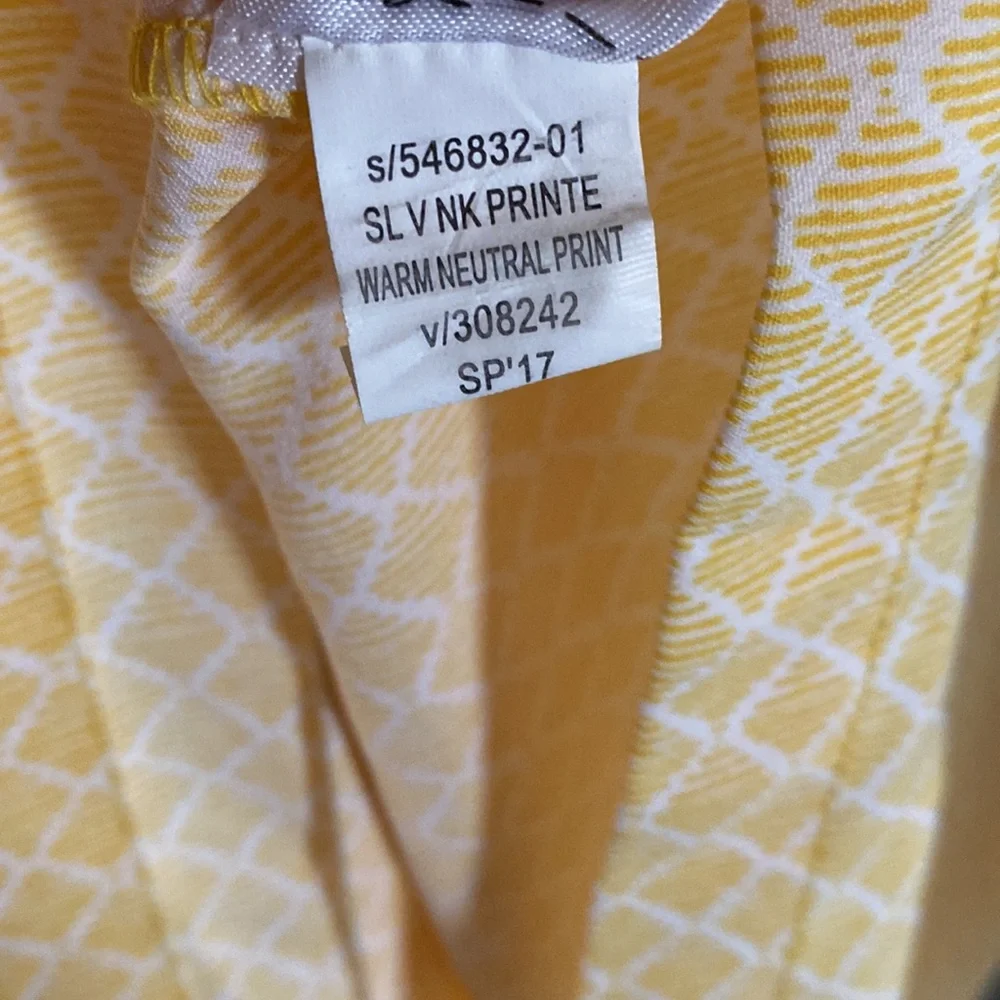 s/546832-01
SL V NK PRINTE
WARM NEUTRAL PRINT
v/308242
SP'17